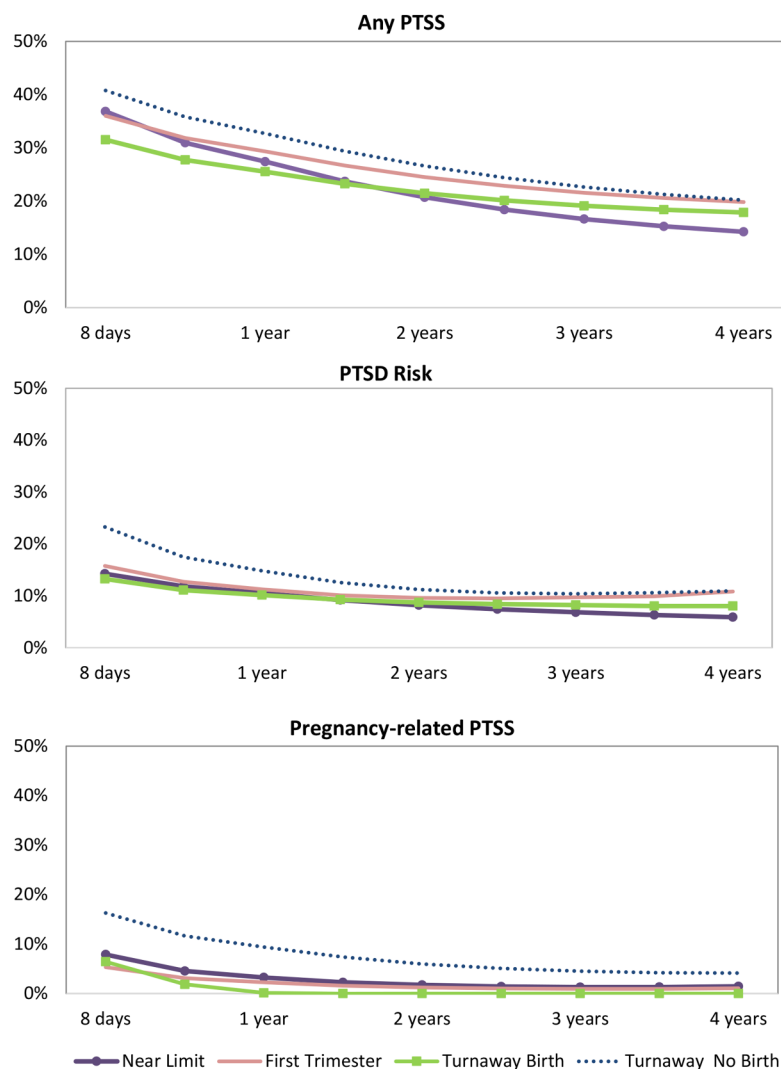 Any PTSS
50%
40%
30%
20%
10%
0%
8 days 1 year 2 years 3 years 4 years
PTSD Risk
50%
40%
30%
20%
10%
0%
8 days 1 year 2 years 3 years 4 years
Pregnancy-related PTSS
50%
40%
30%
20%
10%
0%
8 days 1 year 2 years 3 years 4 years
Near Limit First Trimester Turnaway Birth Turnaway No Birth